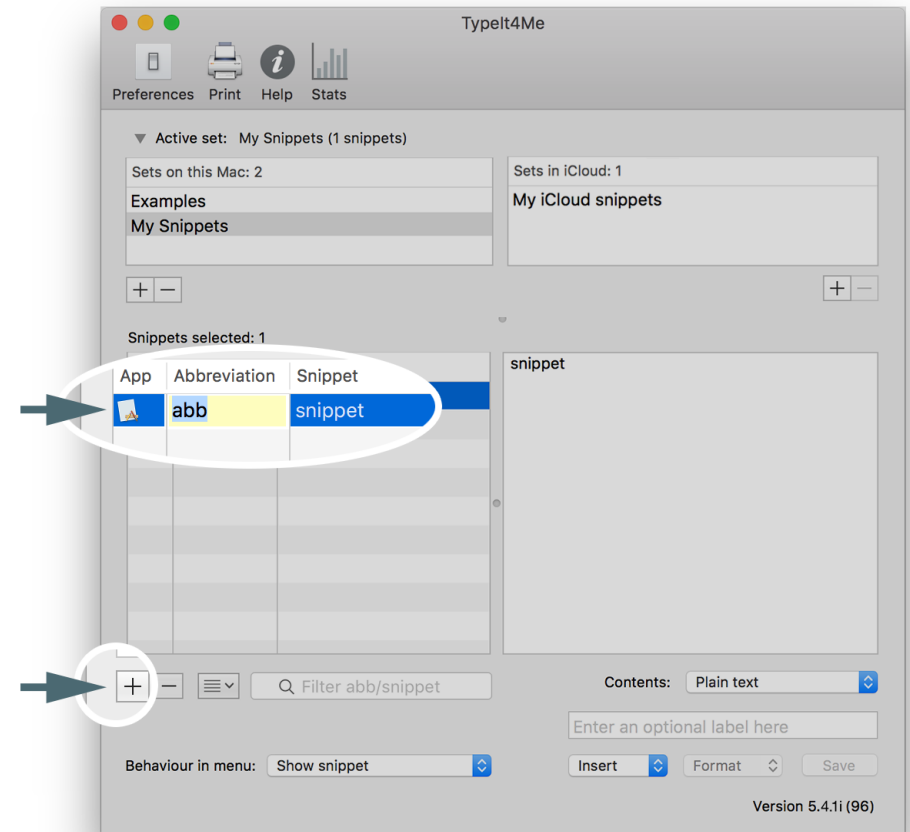 TypeIt4Me
Preferences Print Help Stats
Active set: My Snippets (1 snippets)
Sets on this Mac: 2
Examples
My Snippets
Sets in iCloud: 1
My iCloud snippets
Snippets selected: 1
App Abbreviation Snippet
abb snippet
snippet
Filter abb/snippet
Contents: Plain text
Enter an optional label here
Behaviour in menu: Show snippet
Insert Format Save
Version 5.4.1i (96)